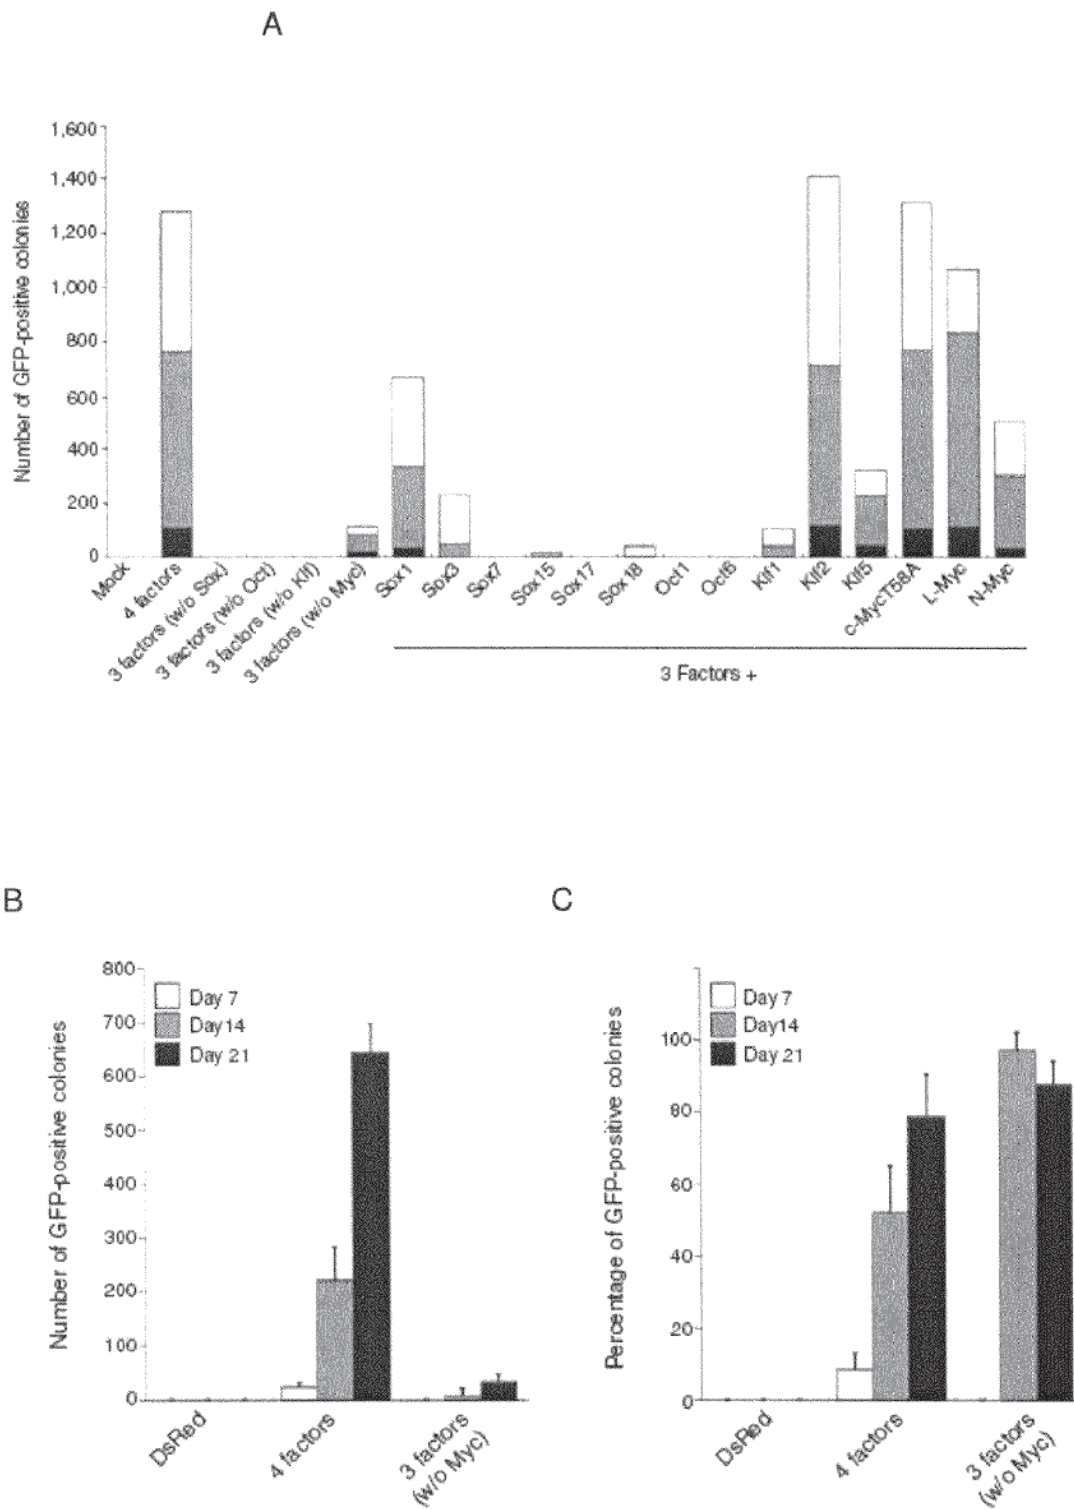 A
Number of GFP-positive colonies
1,600
1,400
1,200
1,000
800
600
400
200
0
Mock
4 factors
3 factors (w/o Sox)
3 factors (w/o Oct)
3 factors (w/o Klf)
3 factors (w/o Myc)
Sox1
Sox3
Sox7
Sox15
Sox17
Sox18
Oct1
Oct6
Klf1
Klf2
Klf5
c-MycT58A
L-Myc
N-Myc
3 Factors +
B
Number of GFP-positive colonies
800
700
600
500
400
300
200
100
0
Day 7
Day14
Day 21
DsRed
4 factors
3 factors
(w/o Myc)
C
Percentage of GFP-positive colonies
100
80
60
40
20
0
Day 7
Day14
Day 21
DsRed
4 factors
3 factors
(w/o Myc)